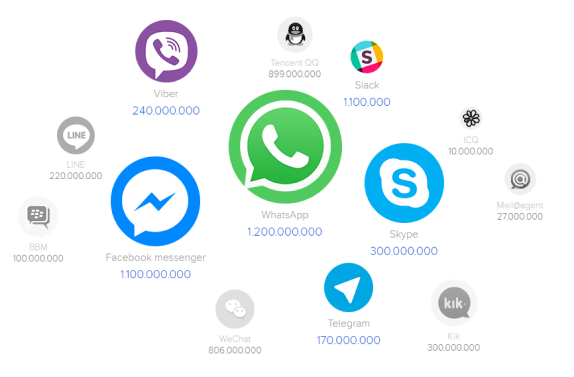 Tencent QQ
899.000.000
Slack
1.100.000
Viber
240.000.000
LINE
LINE
220.000.000
ICQ
10.000.000
Mail@agent
27.000.000
WhatsApp
1.200.000.000
Skype
300.000.000
BBM
100.000.000
Facebook messenger
1.100.000.000
WeChat
806.000.000
Telegram
170.000.000
kik
Kik
300.000.000